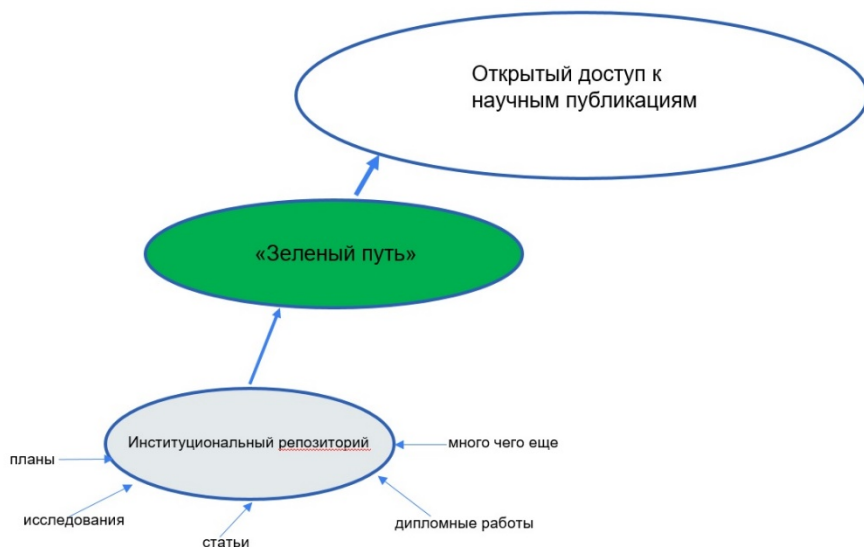 Открытый доступ к
научным публикациям
«Зеленый путь»
Институциональный репозиторий
много чего еще
планы
исследования
дипломные работы
статьи